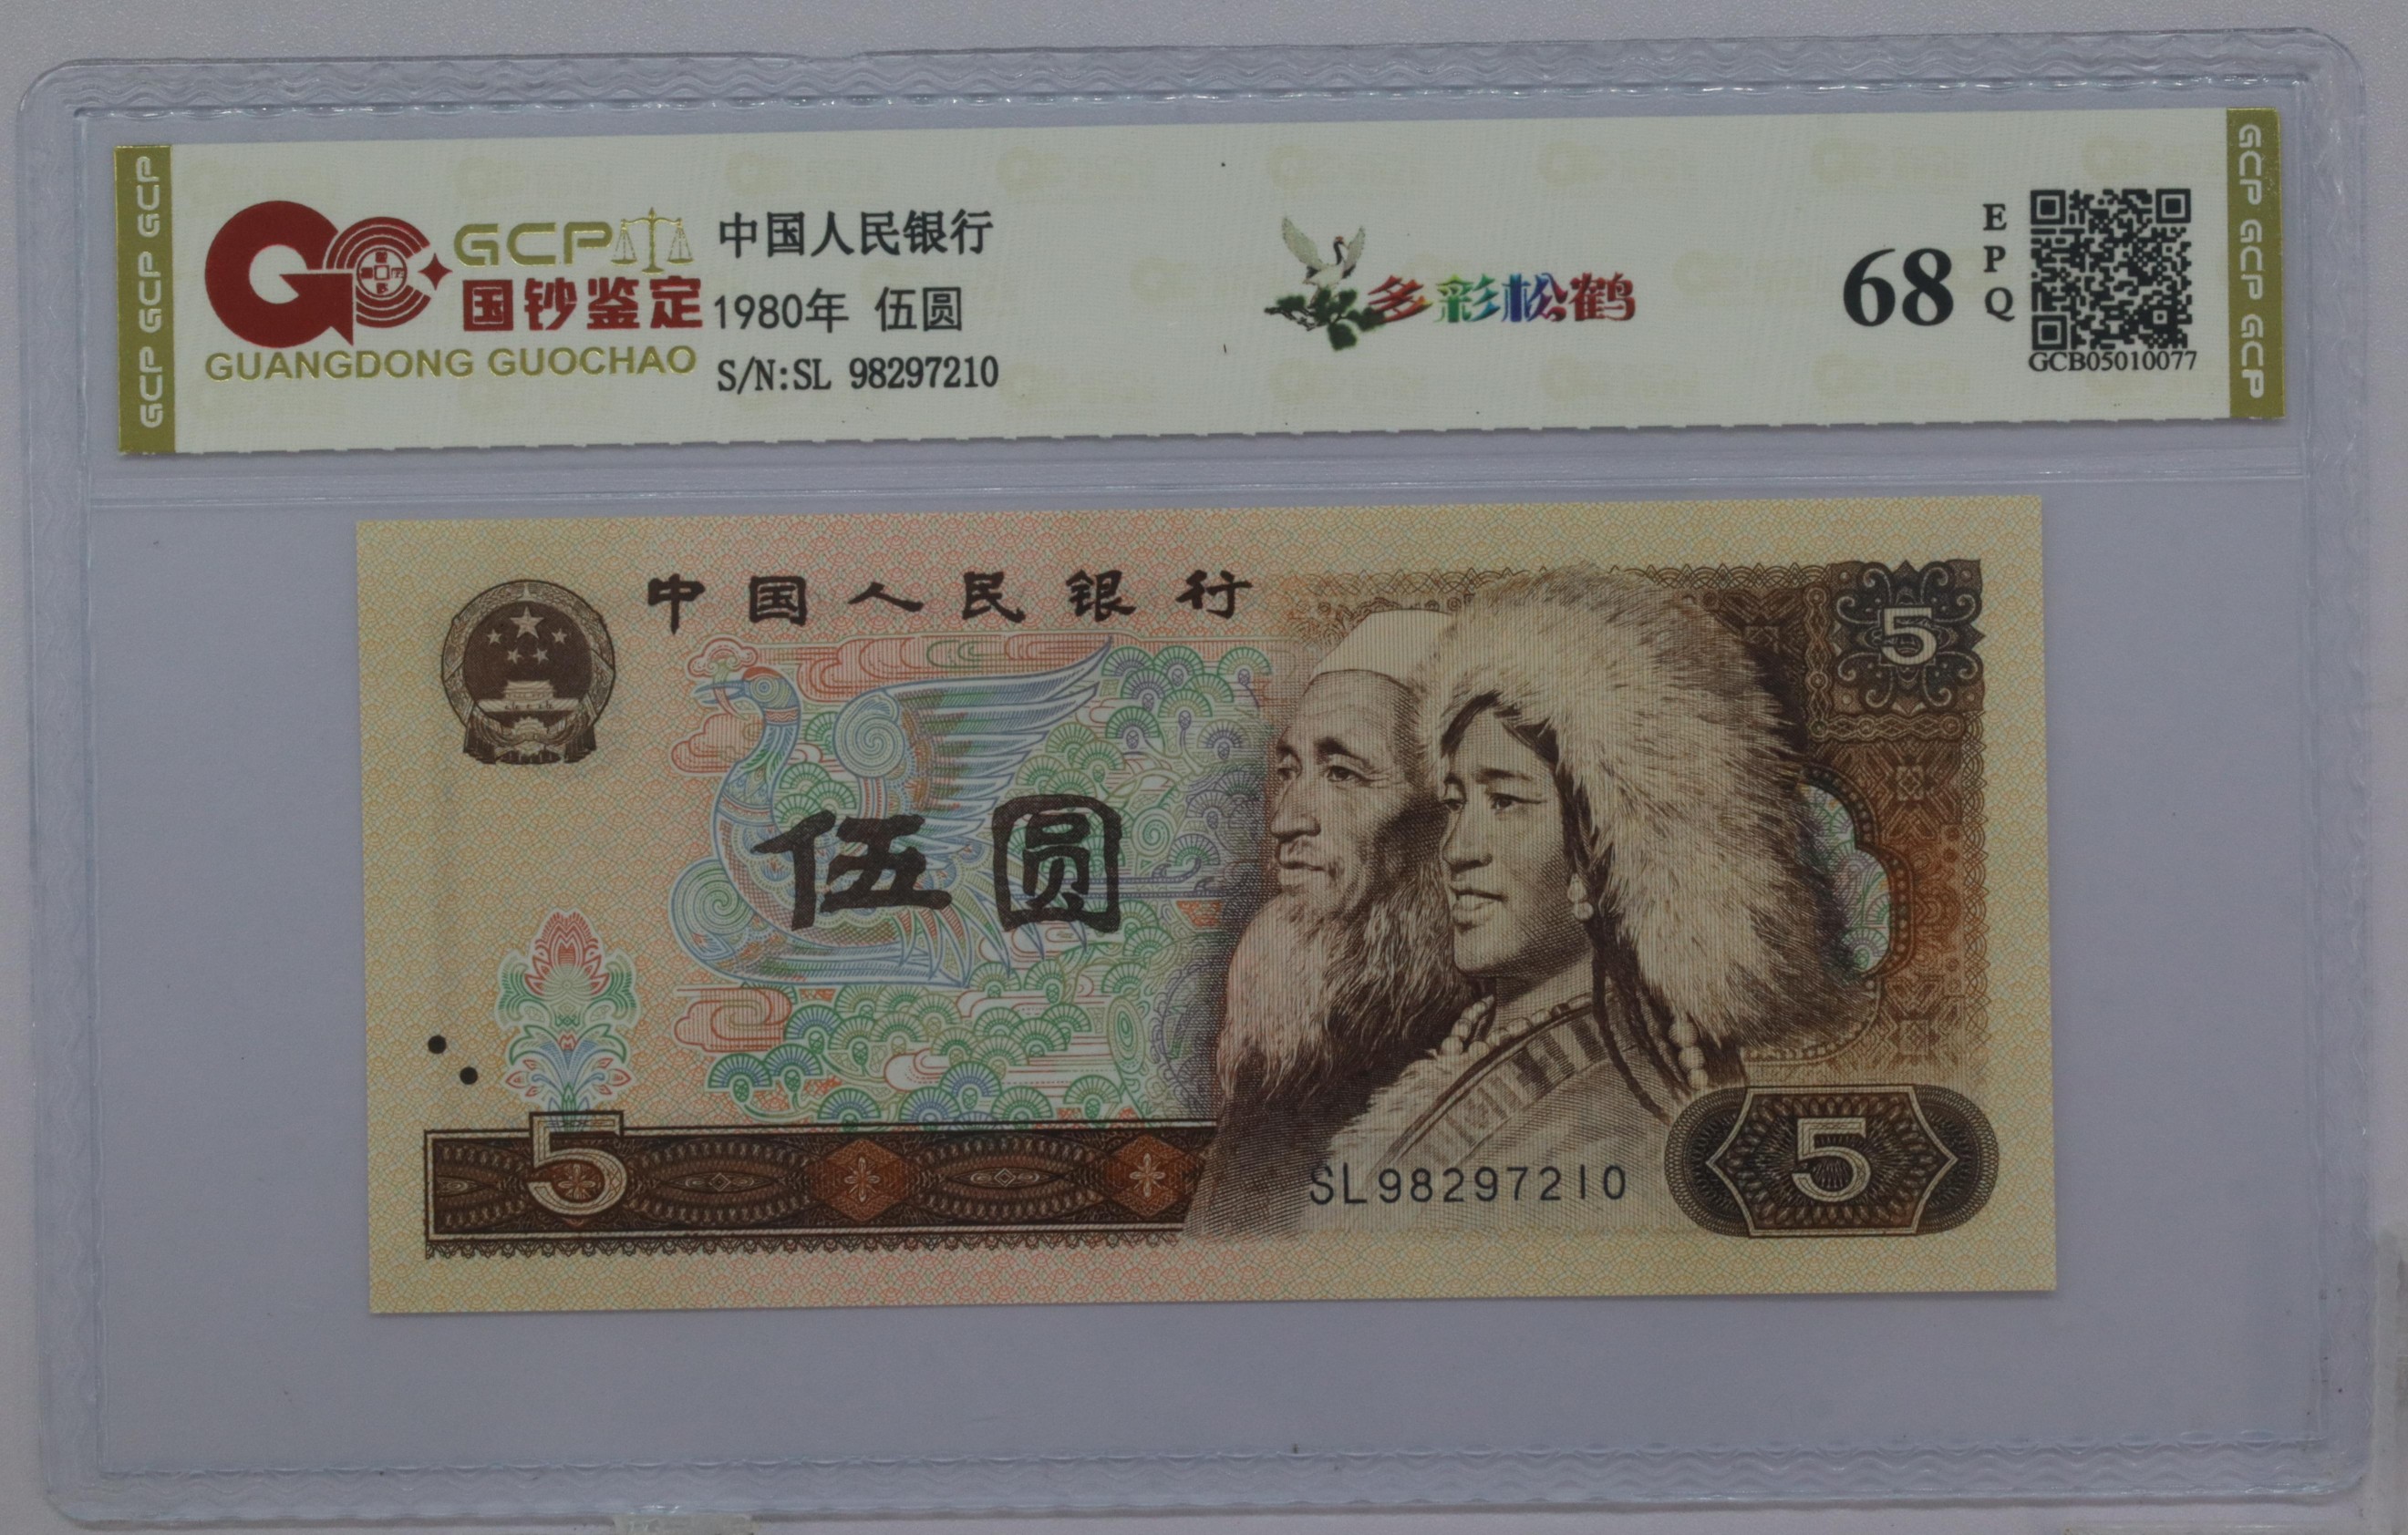 GCP GCP GCP
GCP
国钞鉴定
GUANGDONG GUOCHAO
中国人民银行
1980年 伍圆
S/N:SL 98297210
多彩松鹤
68
EPQ
GCB05010077
GCP GCP GCP
中国人民银行
5
伍圆
5
SL98297210
5